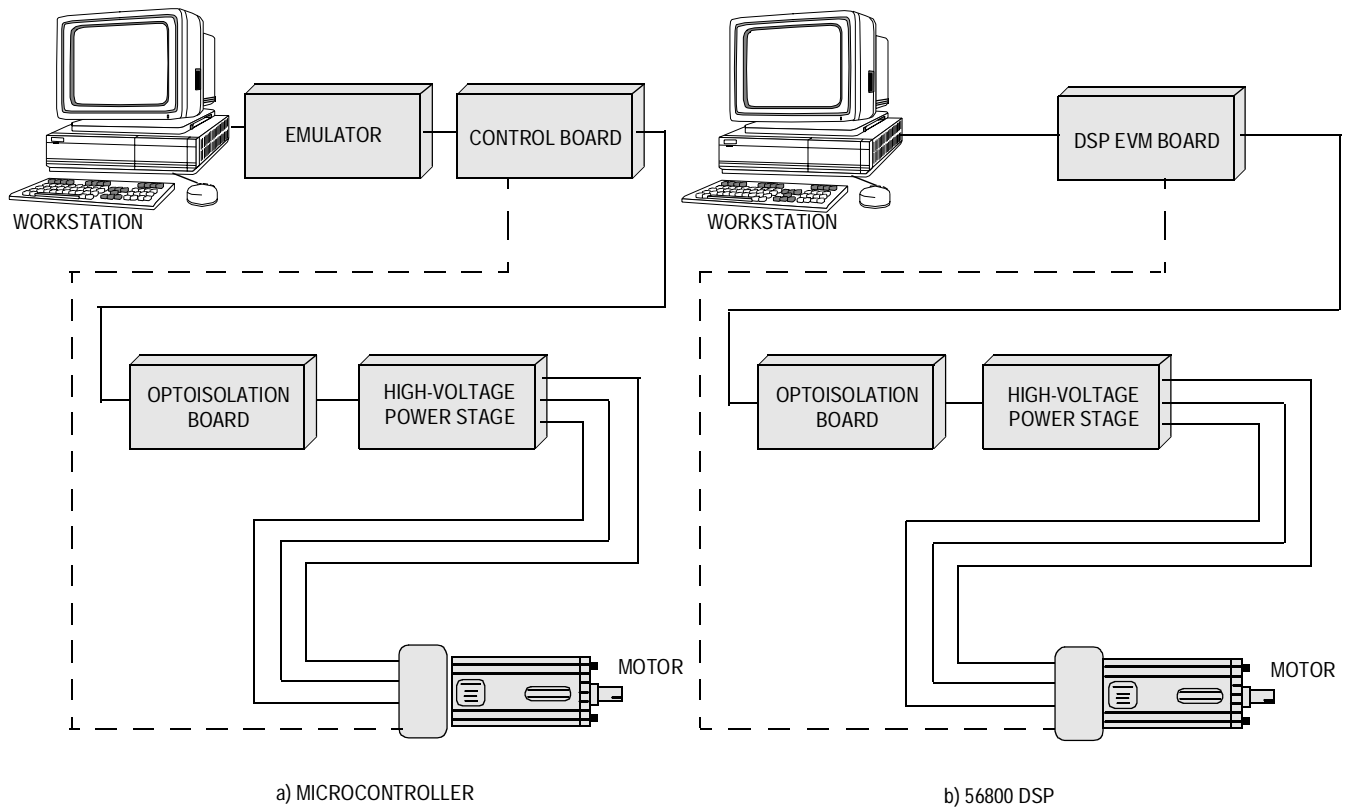 EMULATOR
CONTROL BOARD
WORKSTATION
OPTOISOLATION
BOARD
HIGH-VOLTAGE
POWER STAGE
MOTOR
a) MICROCONTROLLER
DSP EVM BOARD
WORKSTATION
OPTOISOLATION
BOARD
HIGH-VOLTAGE
POWER STAGE
MOTOR
b) 56800 DSP